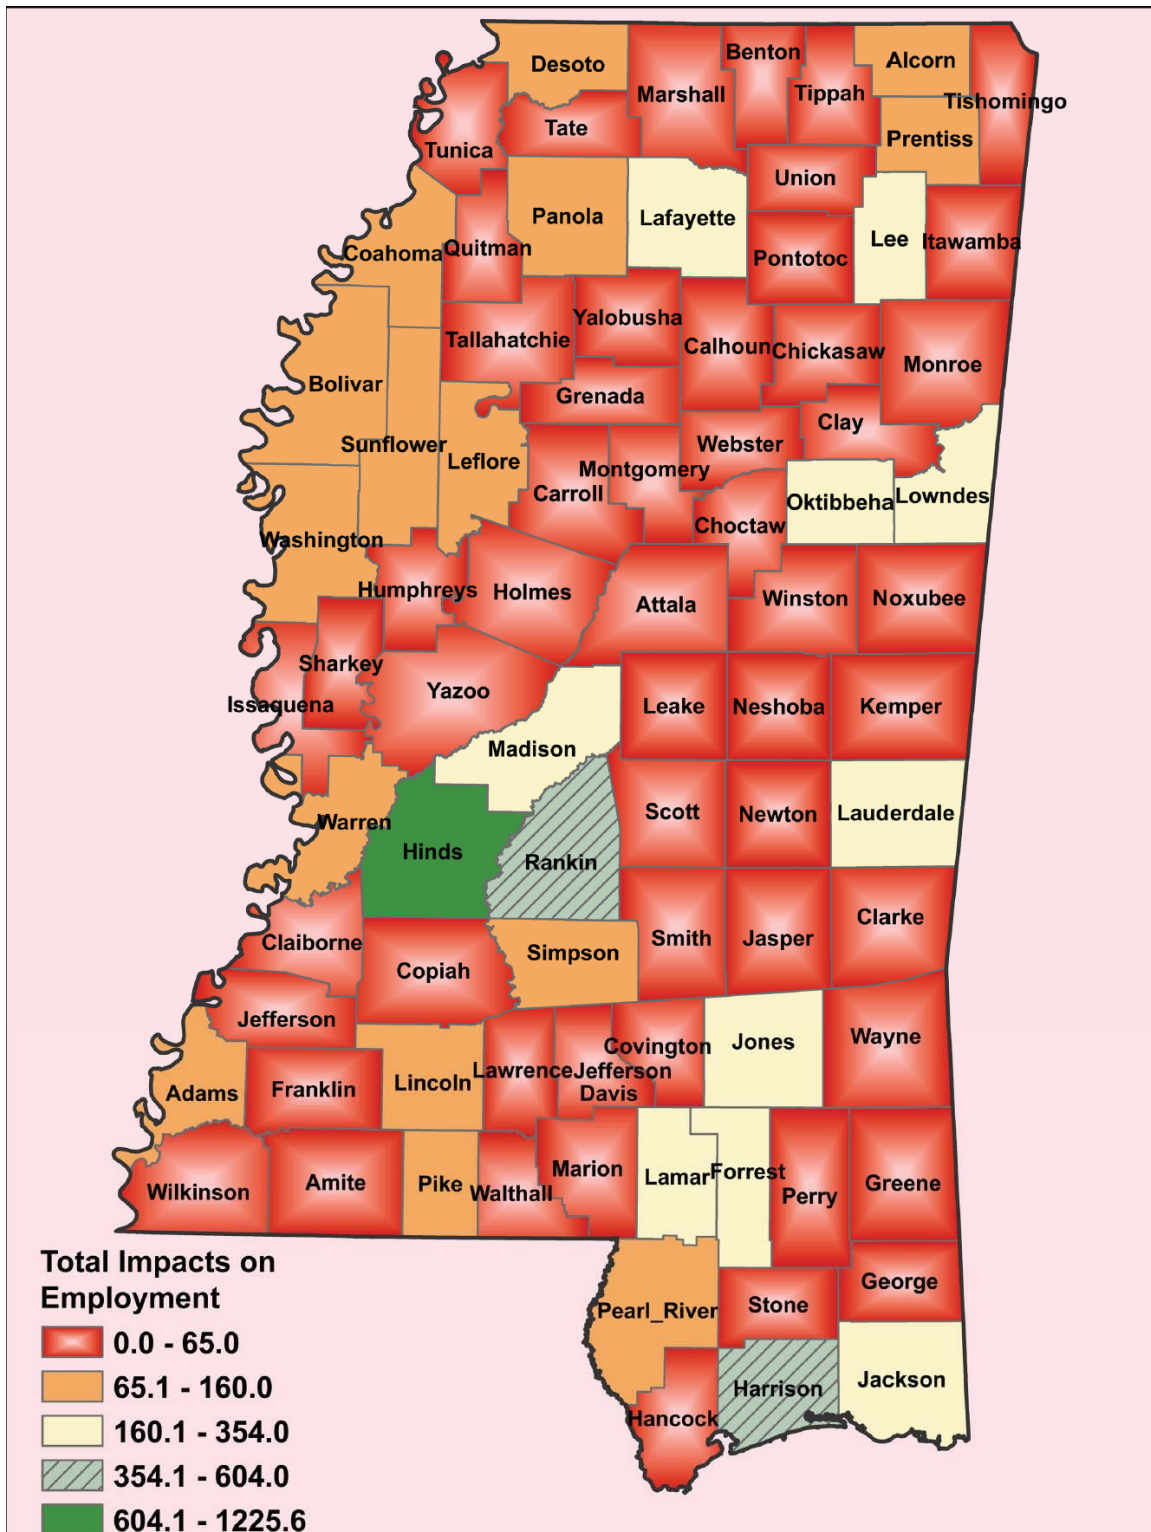 Desoto
Marshall
Benton
Tippah
Alcorn
Tishomingo
Tate
Tunica
Prentiss
Union
Panola
Lafayette
Lee
Itawamba
Coahoma
Quitman
Pontotoc
Tallahatchie
Yalobusha
Calhoun
Chickasaw
Monroe
Bolivar
Grenada
Clay
Sunflower
Leflore
Webster
Montgomery
Carroll
Oktibbeha
Lowndes
Choctaw
Washington
Humphreys
Holmes
Attala
Winston
Noxubee
Sharkey
Issaquena
Yazoo
Leake
Neshoba
Kemper
Madison
Warren
Hinds
Rankin
Scott
Newton
Lauderdale
Claiborne
Copiah
Simpson
Smith
Jasper
Clarke
Jefferson
Covington
Jones
Wayne
Adams
Franklin
Lincoln
Lawrence
Jefferson
Davis
Wilkinson
Amite
Pike
Walthall
Marion
Lamar
Forrest
Perry
Greene
Pearl_River
Stone
George
Hancock
Harrison
Jackson
Total Impacts on
Employment
0.0 - 65.0
65.1 - 160.0
160.1 - 354.0
354.1 - 604.0
604.1 - 1225.6